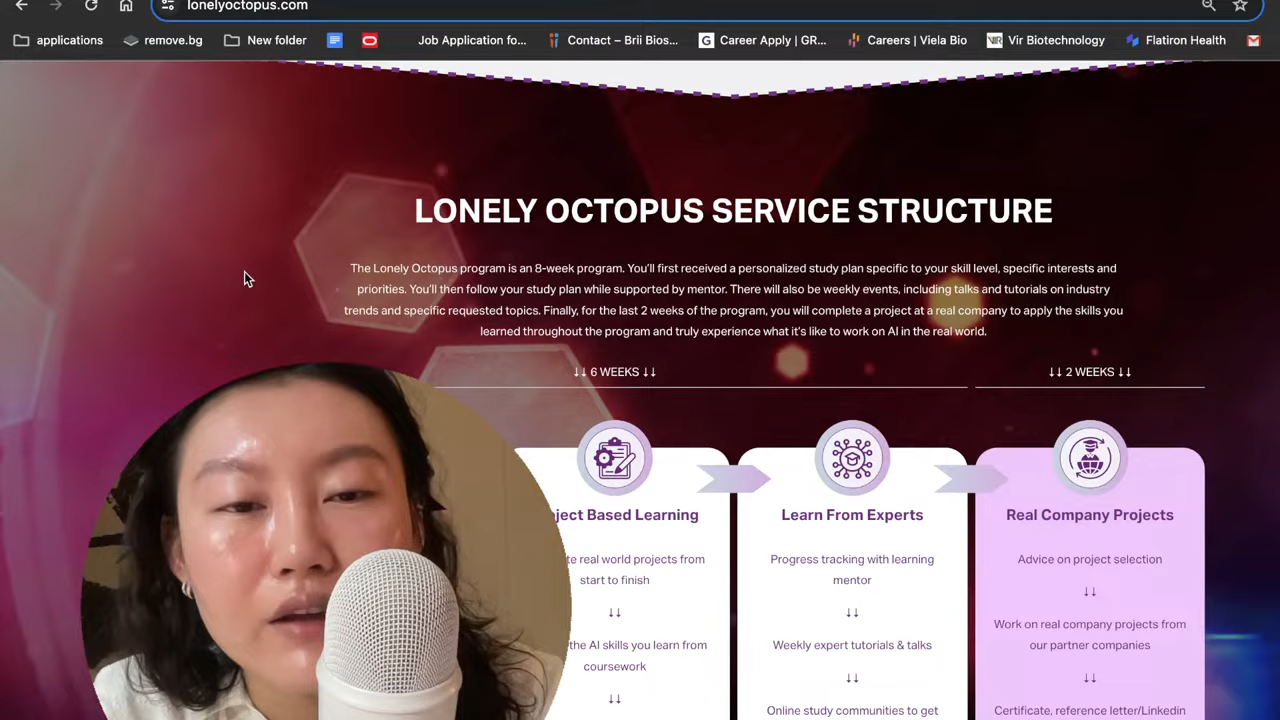 lonelyoctopus.com
applications
remove.bg
New folder
Job Application fo...
Contact – Brii Bios...
G
Career Apply | GR...
Careers | Viela Bio
VIR
Vir Biotechnology
Flatiron Health
LONELY OCTOPUS SERVICE STRUCTURE
The Lonely Octopus program is an 8-week program. You'll first received a personalized study plan specific to your skill level, specific interests and
priorities. You'll then follow your study plan while supported by mentor. There will also be weekly events, including talks and tutorials on industry
trends and specific requested topics. Finally, for the last 2 weeks of the program, you will complete a project at a real company to apply the skills you
learned throughout the program and truly experience what it's like to work on AI in the real world.
↓↓ 6 WEEKS ↓↓
↓↓ 2 WEEKS ↓↓
ject Based Learning
te real world projects from
start to finish
↓↓
the AI skills you learn from
coursework
↓↓
Learn From Experts
Progress tracking with learning
mentor
↓↓
Weekly expert tutorials & talks
↓↓
Online study communities to get
Real Company Projects
Advice on project selection
↓↓
Work on real company projects from
our partner companies
↓↓
Certificate, reference letter/Linkedin